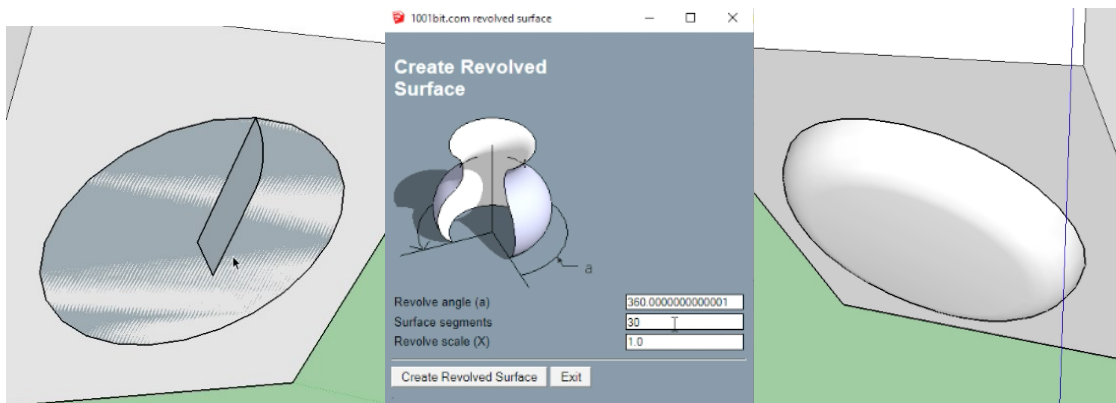 1001bit.com revolved surface
Create Revolved
Surface
a
Revolve angle (a) 360.0000000000001
Surface segments 30
Revolve scale (X) 1.0
Create Revolved Surface Exit